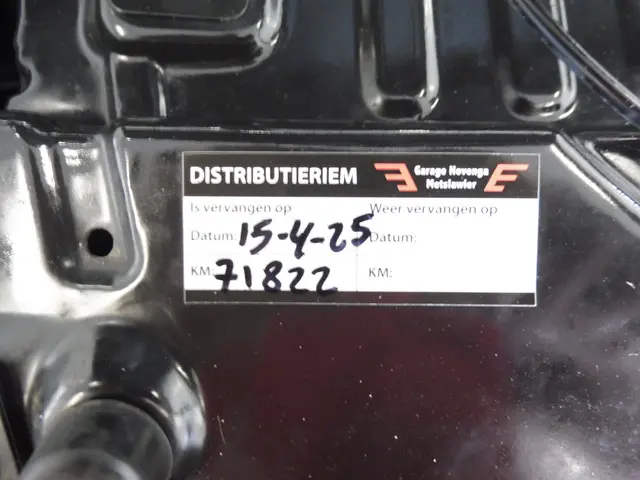 DISTRIBUTIERIEM
Garage Hovenga
Metslawier
Is vervangen op
Datum: 15-4-25
KM: 71822
Weer vervangen op
Datum:
KM: